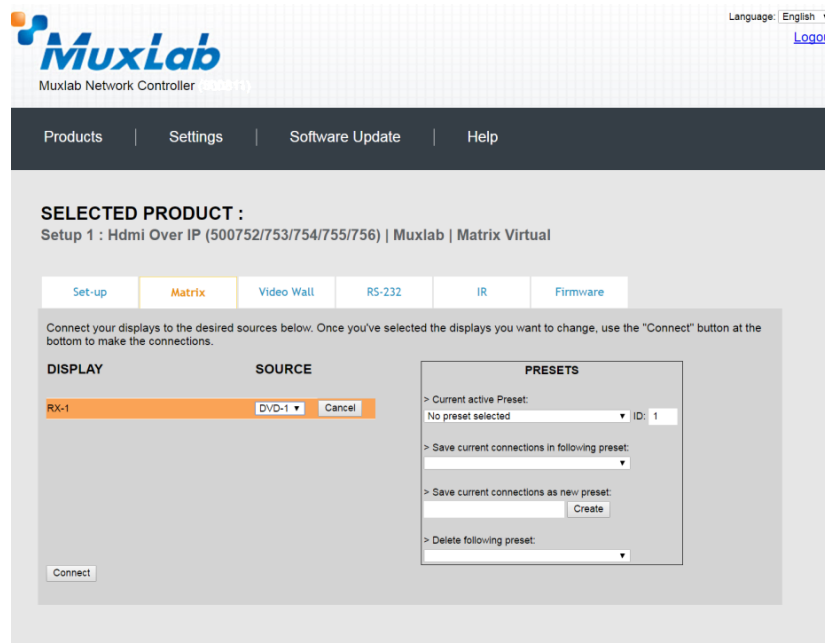 Language: English
Logou
MuxLab
Muxlab Network Controller
Products | Settings | Software Update | Help
SELECTED PRODUCT :
Setup 1 : Hdmi Over IP (500752/753/754/755/756) | Muxlab | Matrix Virtual
Set-up Matrix Video Wall RS-232 IR Firmware
Connect your displays to the desired sources below. Once you've selected the displays you want to change, use the "Connect" button at the
bottom to make the connections.
DISPLAY SOURCE PRESETS
> Current active Preset:
RX-1 DVD-1 Cancel
No preset selected ID: 1
> Save current connections in following preset:
> Save current connections as new preset:
Create
> Delete following preset:
Connect